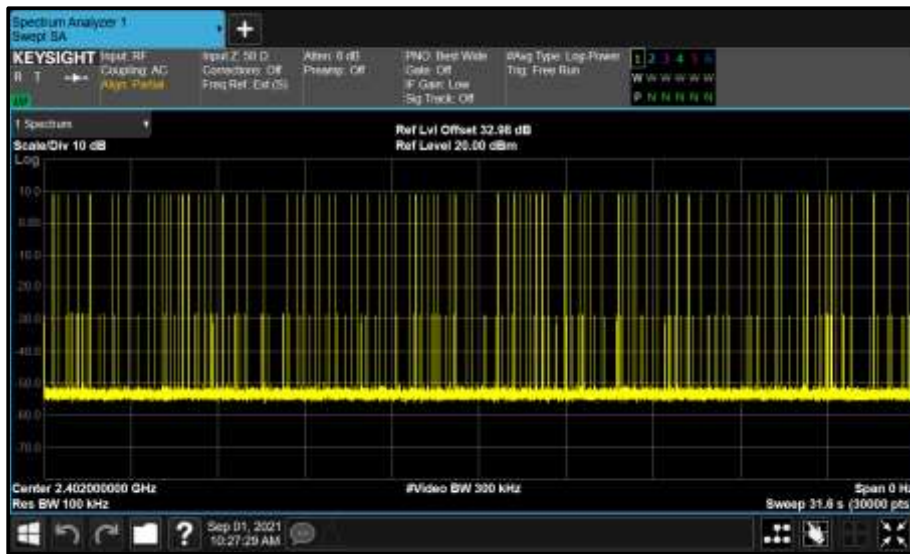 Spectrum Analyzer 1
Swept SA
KEYSIGHT Input: RF Input Z: 50 Ω Atten: 6 dB PNO: Best Wide #Avg Type: Log-Power 1 2 3 4 5 6
R T Coupling: AC Corrections: Off Preamp: Off Gate: Off Trig: Free Run W W W W W W
Align: Partial Freq Ref: Ext (S) IF Gain: Low P N N N N N
Sig Track: Off
1 Spectrum
Ref Lvl Offset 32.98 dB
Scale/Div 10 dB Ref Level 20.00 dBm
Log
10.0
0.00
-10.0
-20.0
-30.0
-40.0
-50.0
-60.0
-70.0
Center 2.402000000 GHz #Video BW 300 kHz Span 0 Hz
Res BW 100 kHz Sweep 31.6 s (30000 pts)
? Sep 01, 2021
10:27:29 AM